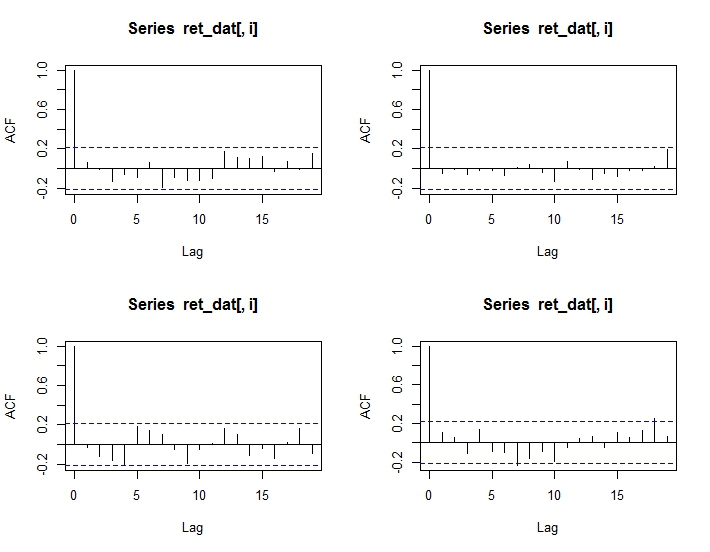 Series ret_dat[, i]
ACF
-0.2 0.2 0.6 1.0
0 5 10 15
Lag
Series ret_dat[, i]
ACF
-0.2 0.2 0.6 1.0
0 5 10 15
Lag
Series ret_dat[, i]
ACF
-0.2 0.2 0.6 1.0
0 5 10 15
Lag
Series ret_dat[, i]
ACF
-0.2 0.2 0.6 1.0
0 5 10 15
Lag